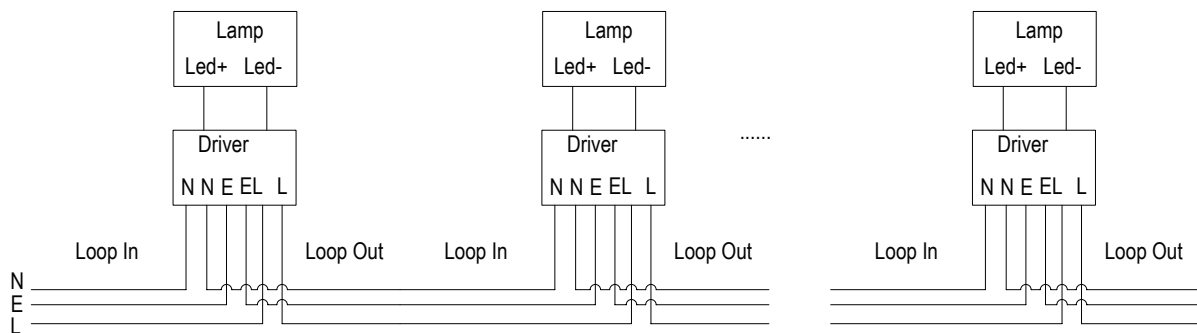 Lamp Lamp Lamp
Led+ Led- Led+ Led- Led+ Led-
Driver Driver ...... Driver
N N E EL L N N E EL L N N E EL L
Loop In Loop Out Loop In Loop Out Loop In Loop Out
N
E
L